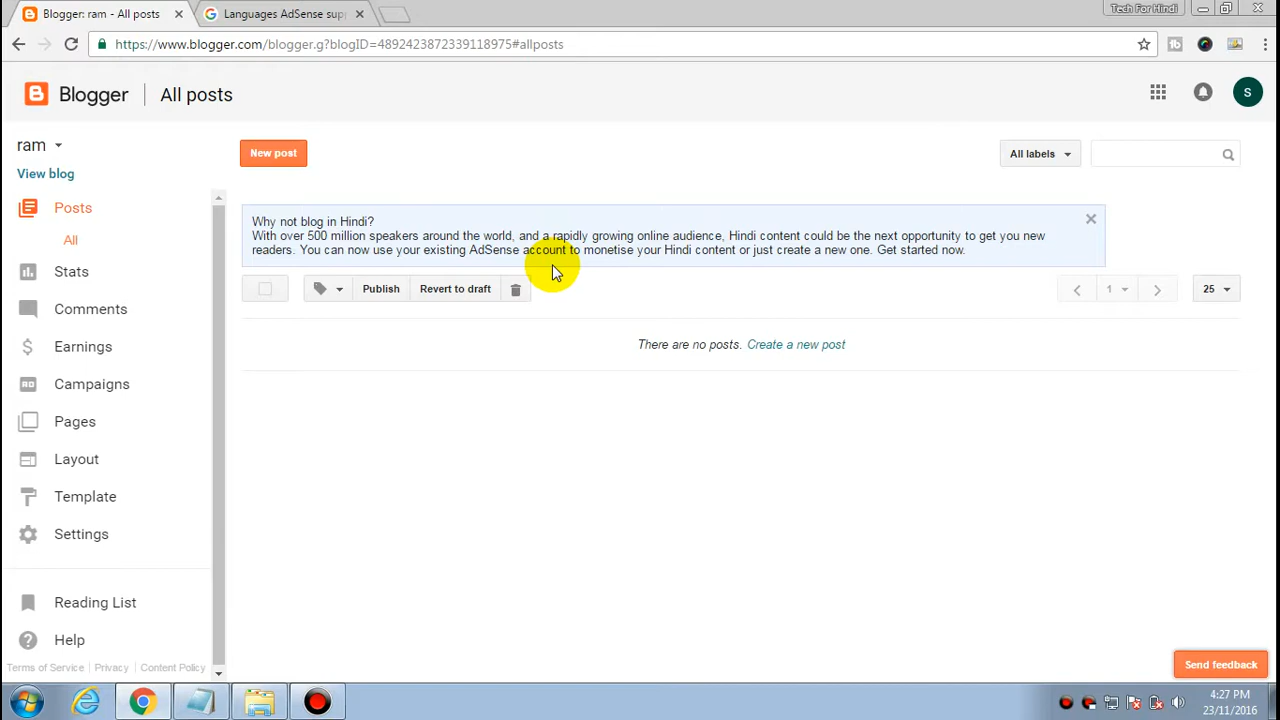 Blogger: ram - All posts
Languages AdSense supp
Tech For Hindi
https://www.blogger.com/blogger.g?blogID=4892423872339118975#allposts
Blogger
All posts
S
ram
View blog
New post
All labels
Posts
All
Stats
Comments
Earnings
Campaigns
Pages
Layout
Template
Settings
Reading List
Help
Terms of Service
Privacy
Content Policy
Why not blog in Hindi?
With over 500 million speakers around the world, and a rapidly growing online audience, Hindi content could be the next opportunity to get you new
readers. You can now use your existing AdSense account to monetise your Hindi content or just create a new one. Get started now.
Publish
Revert to draft
1
25
There are no posts. Create a new post
Send feedback
4:27 PM
23/11/2016